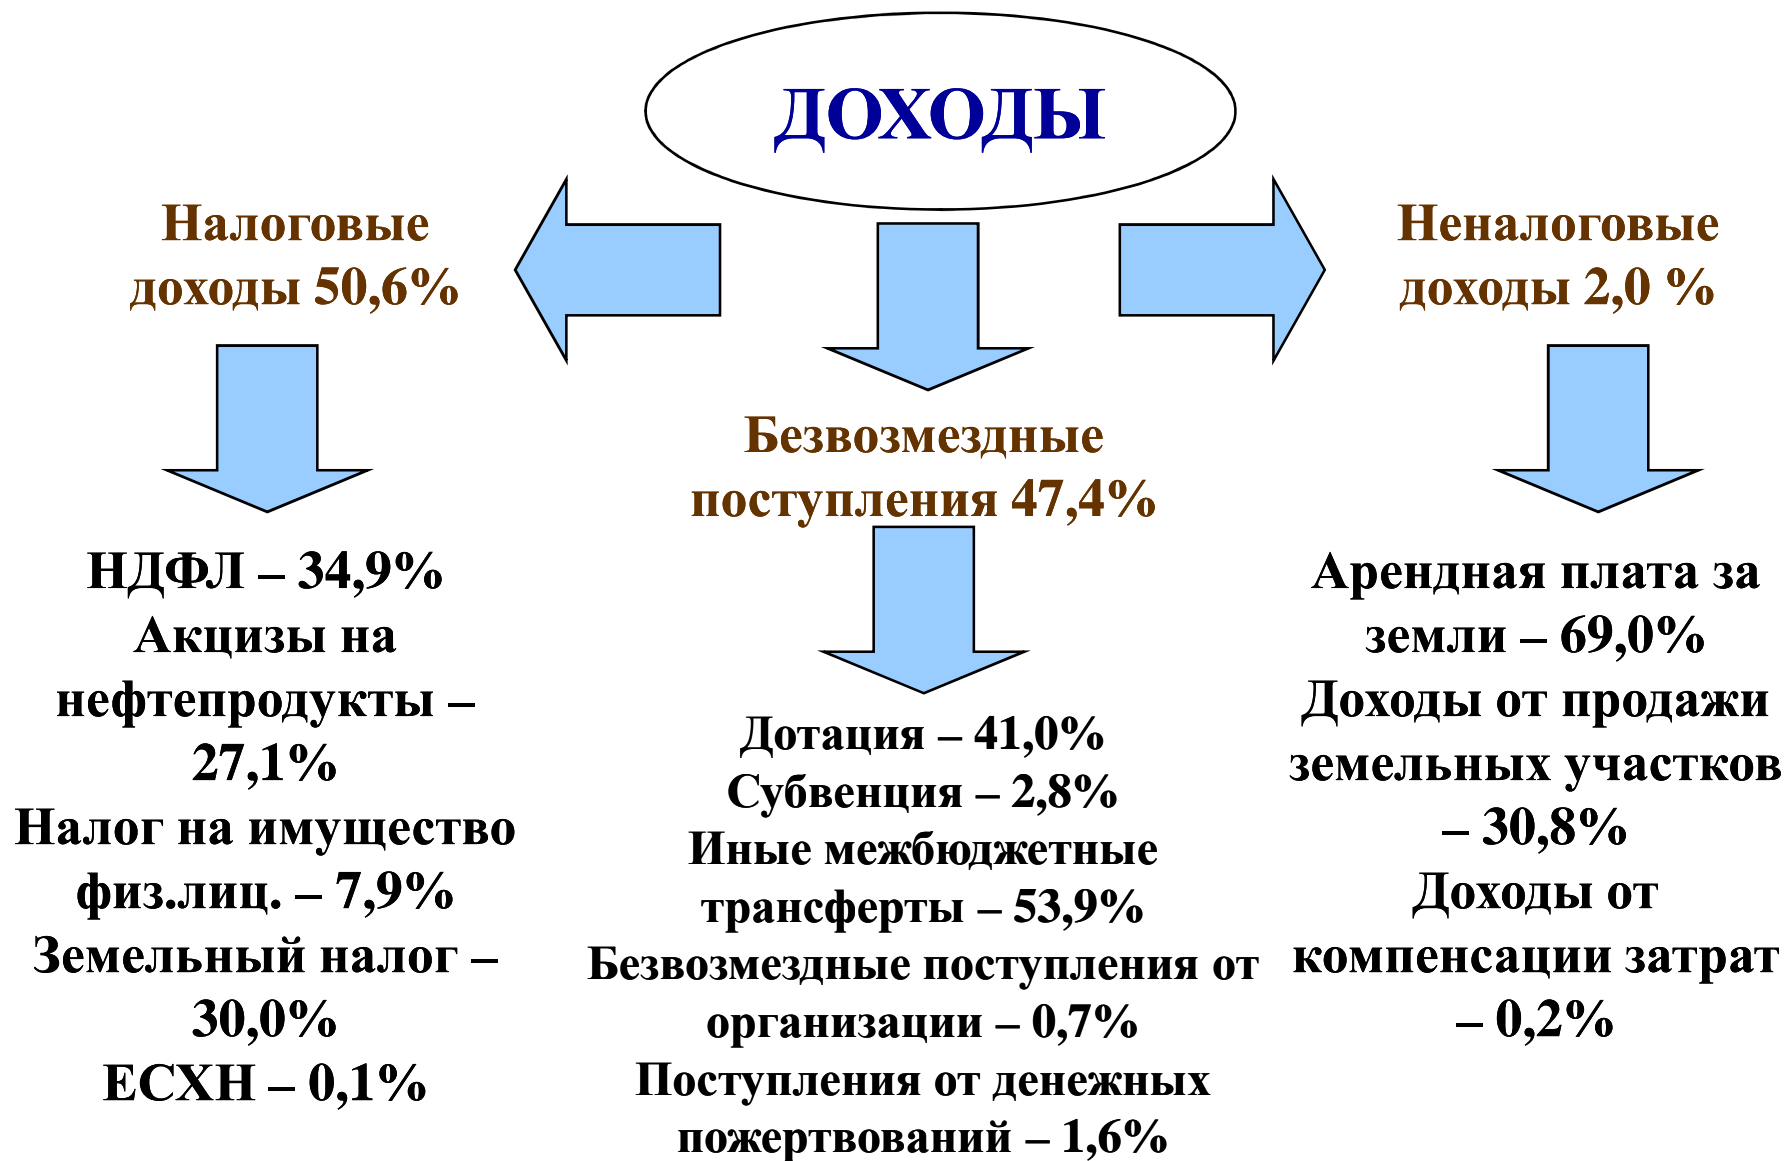 ДОХОДЫ
Налоговые
доходы 50,6%
Неналоговые
доходы 2,0 %
Безвозмездные
поступления 47,4%
НДФЛ – 34,9%
Акцизы на
нефтепродукты –
27,1%
Налог на имущество
физ.лиц. – 7,9%
Земельный налог –
30,0%
ЕСХН – 0,1%
Дотация – 41,0%
Субвенция – 2,8%
Иные межбюджетные
трансферты – 53,9%
Безвозмездные поступления от
организации – 0,7%
Поступления от денежных
пожертвований – 1,6%
Арендная плата за
земли – 69,0%
Доходы от продажи
земельных участков
– 30,8%
Доходы от
компенсации затрат
– 0,2%